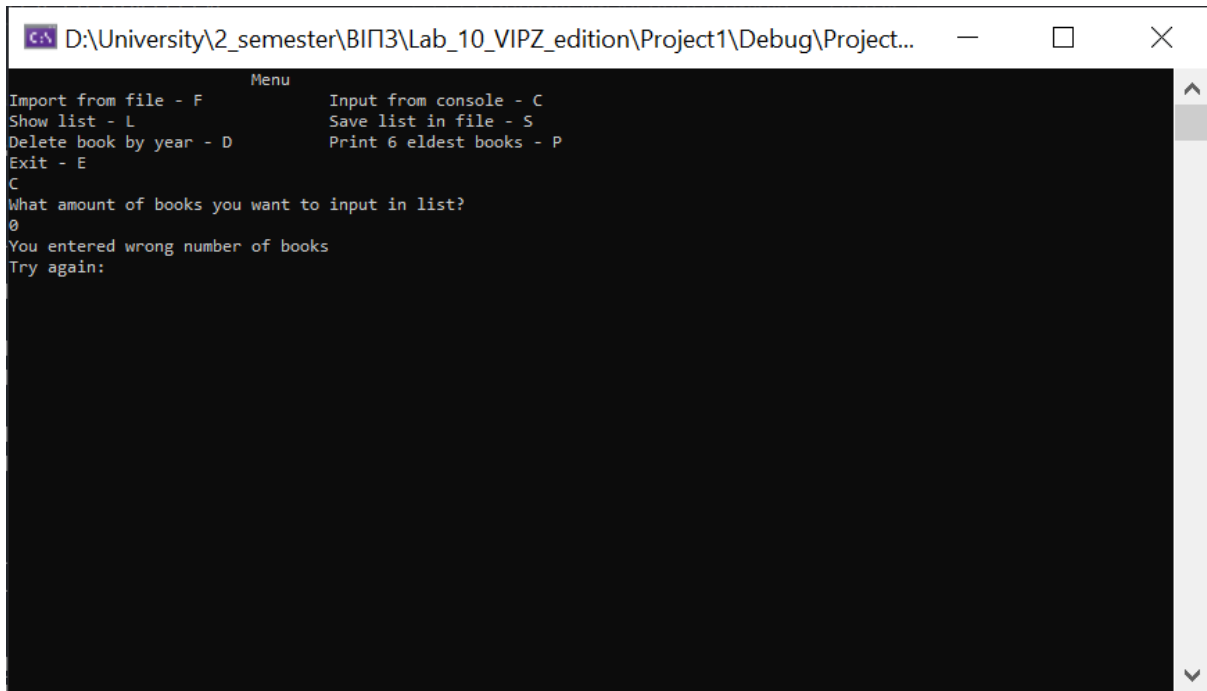 D:\University\2_semester\ВІПЗ\Lab_10_VIPZ_edition\Project1\Debug\Project...
Menu
Import from file - F Input from console - C
Show list - L Save list in file - S
Delete book by year - D Print 6 eldest books - P
Exit - E
C
What amount of books you want to input in list?
0
You entered wrong number of books
Try again: